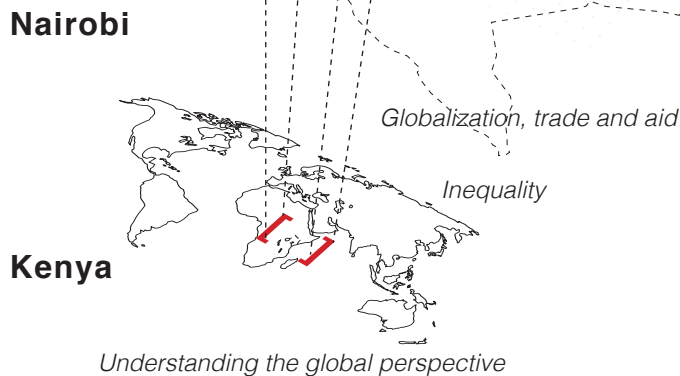 Nairobi
Globalization, trade and aid
Inequality
Kenya
Understanding the global perspective